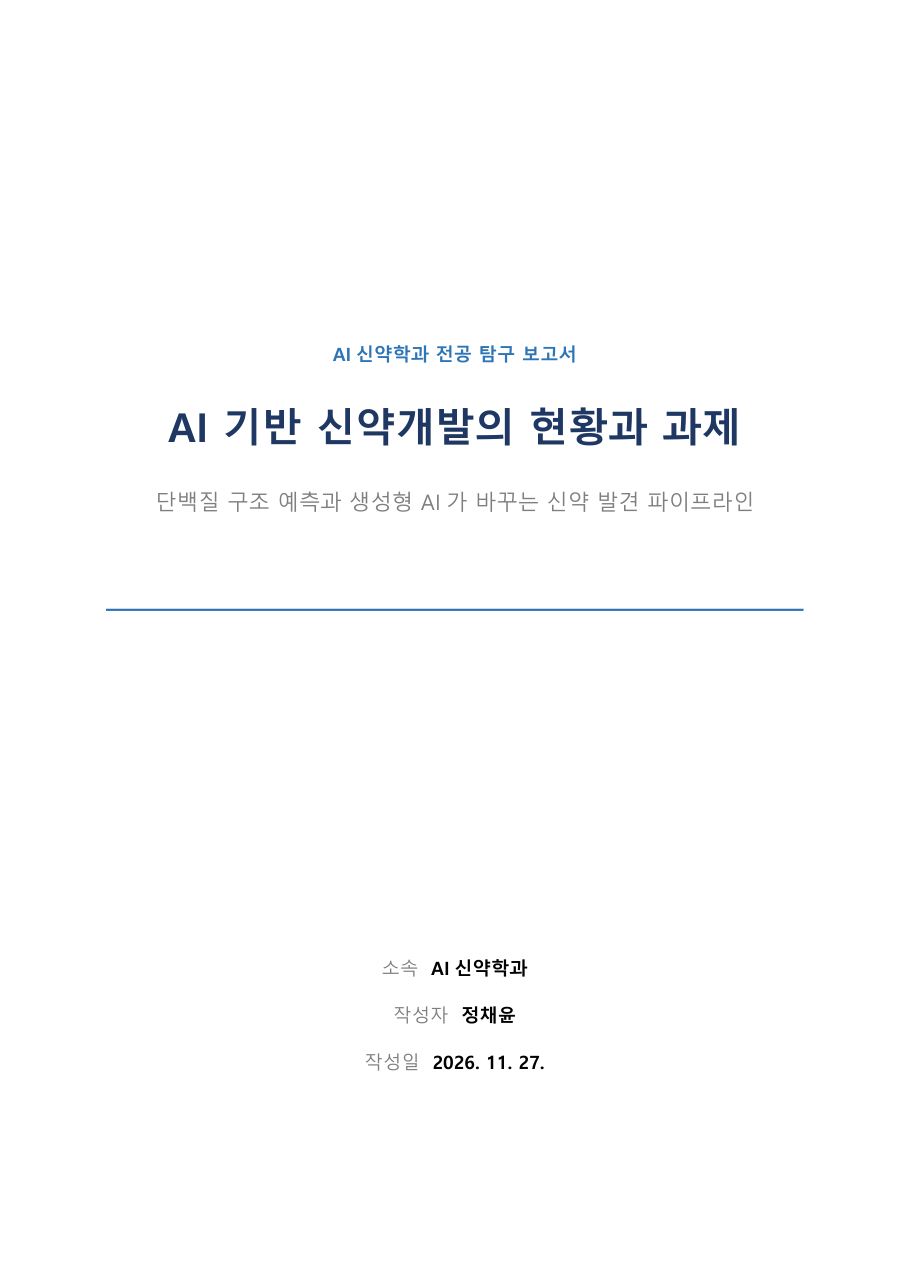 AI 신약학과 전공 탐구 보고서
AI 기반 신약개발의 현황과 과제
단백질 구조 예측과 생성형 AI 가 바꾸는 신약 발견 파이프라인
소속 AI 신약학과
작성자 정채윤
작성일 2026. 11. 27.